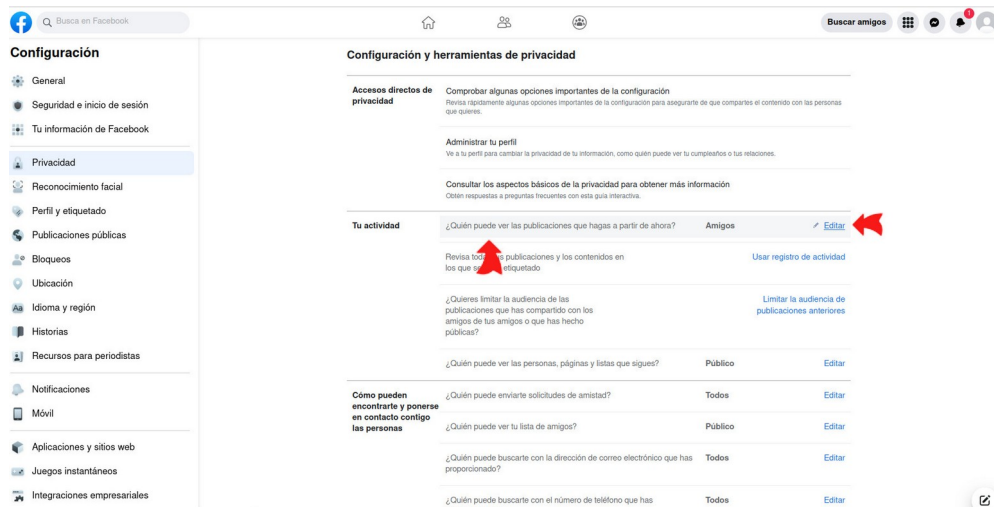 Busca en Facebook
Buscar amigos
1
Configuración
General
Seguridad e inicio de sesión
Tu información de Facebook
Privacidad
Reconocimiento facial
Perfil y etiquetado
Publicaciones públicas
Bloqueos
Ubicación
Aa Idioma y región
Historias
Recursos para periodistas
Notificaciones
Móvil
Aplicaciones y sitios web
Juegos instantáneos
Integraciones empresariales
Configuración y herramientas de privacidad
Accesos directos de
privacidad
Comprobar algunas opciones importantes de la configuración
Revisa rápidamente algunas opciones importantes de la configuración para asegurarte de que compartes el contenido con las personas
que quieres.
Administrar tu perfil
Ve a tu perfil para cambiar la privacidad de tu información, como quién puede ver tu cumpleaños o tus relaciones.
Consultar los aspectos básicos de la privacidad para obtener más información
Obtén respuestas a preguntas frecuentes con esta guía interactiva.
Tu actividad
¿Quién puede ver las publicaciones que hagas a partir de ahora? Amigos Editar
Revisa publicaciones y los contenidos en
los que etiquetado
Usar registro de actividad
¿Quieres limitar la audiencia de las
publicaciones que has compartido con los
amigos de tus amigos o que has hecho
públicas?
Limitar la audiencia de
publicaciones anteriores
¿Quién puede ver las personas, páginas y listas que sigues? Público Editar
Cómo pueden
encontrarte y ponerse
en contacto contigo
las personas
¿Quién puede enviarte solicitudes de amistad? Todos Editar
¿Quién puede ver tu lista de amigos? Público Editar
¿Quién puede buscarte con la dirección de correo electrónico que has Todos Editar
proporcionado?
¿Quién puede buscarte con el número de teléfono que has Todos Editar